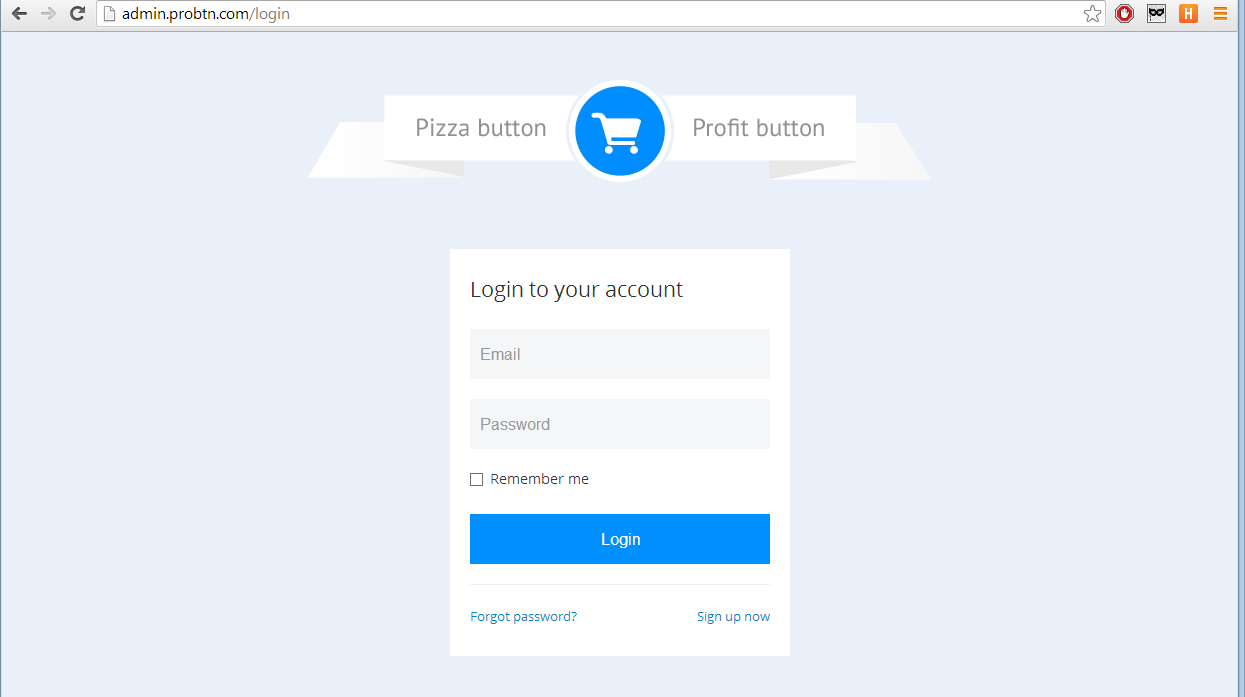 admin.probtn.com/login
Pizza button Profit button
Login to your account
Email
Password
Remember me
Login
Forgot password? Sign up now